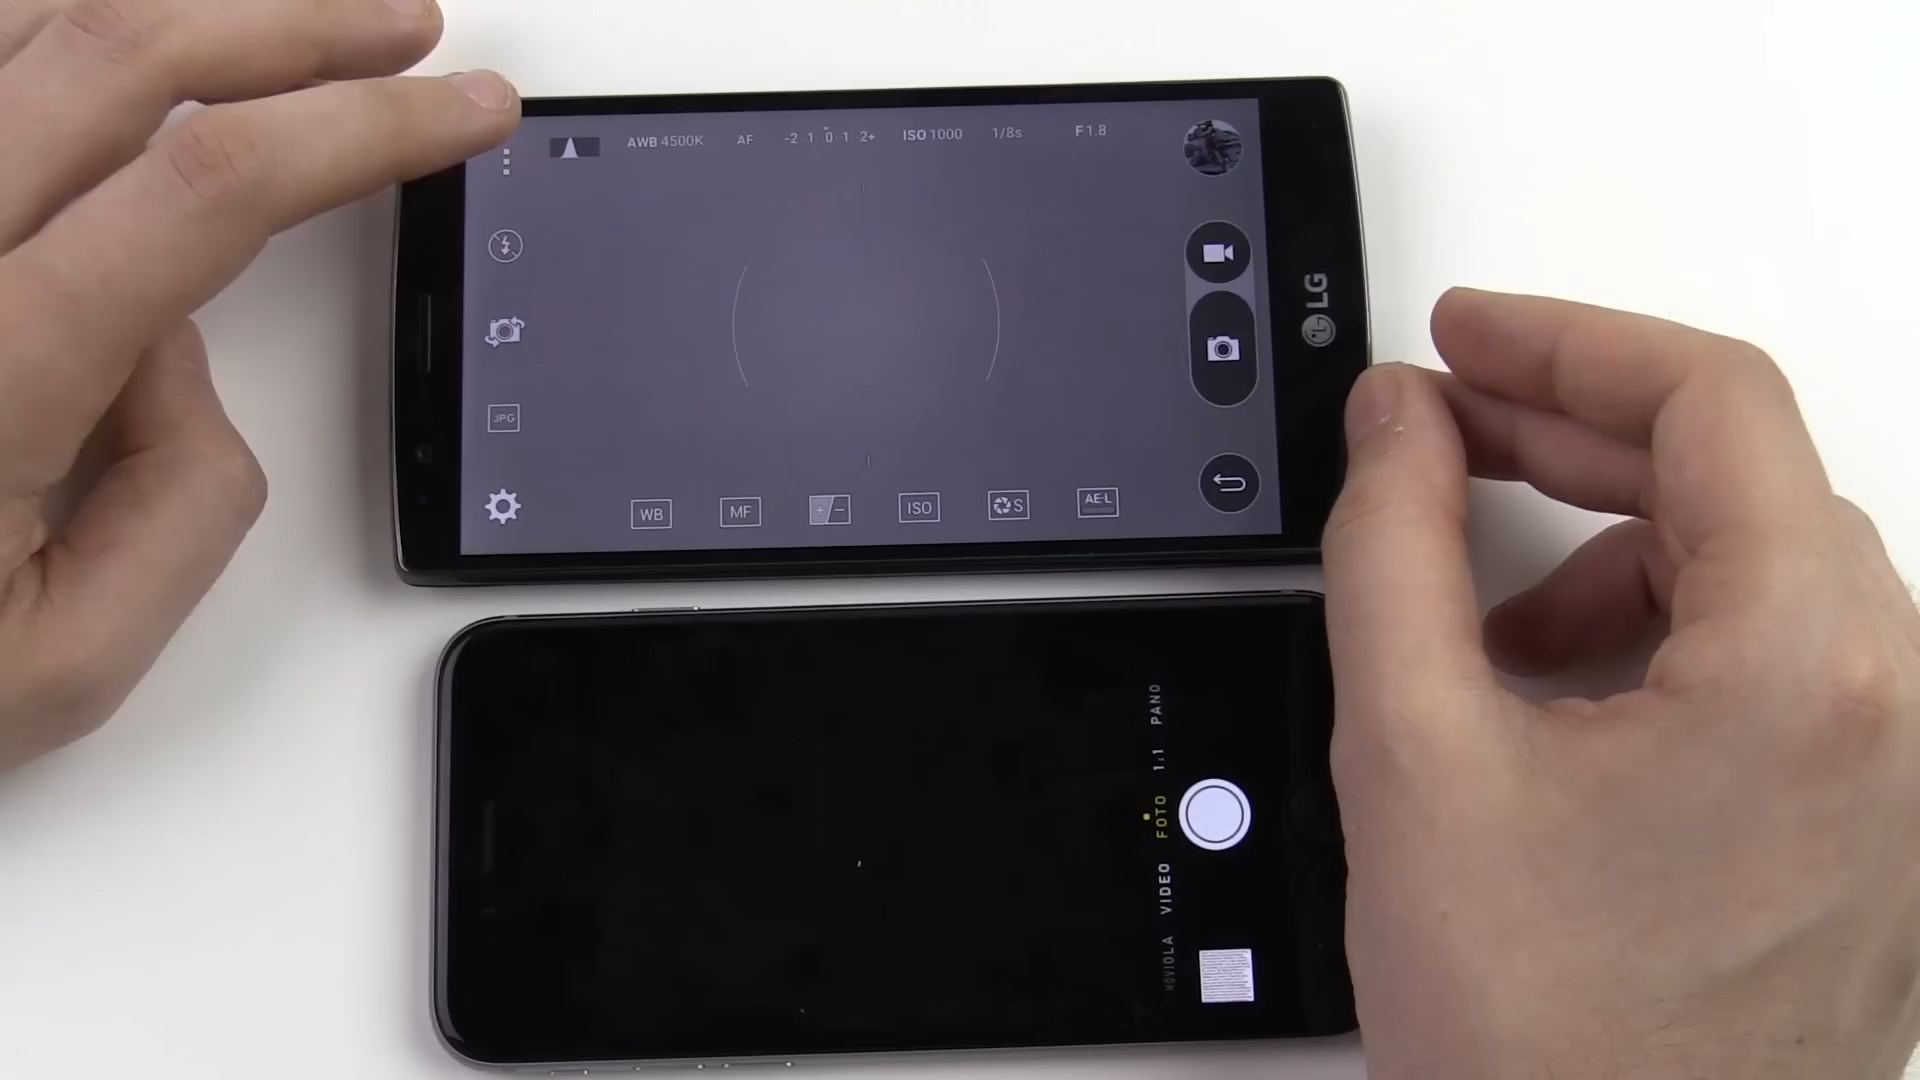 AWB 4500K AF -2 1 0 1 2+ ISO 1000 1/8s F1.8
JPG
WB MF + - ISO S AE-L
LG
PANO
1:1
FOTO
VIDEO
MOVIOLA